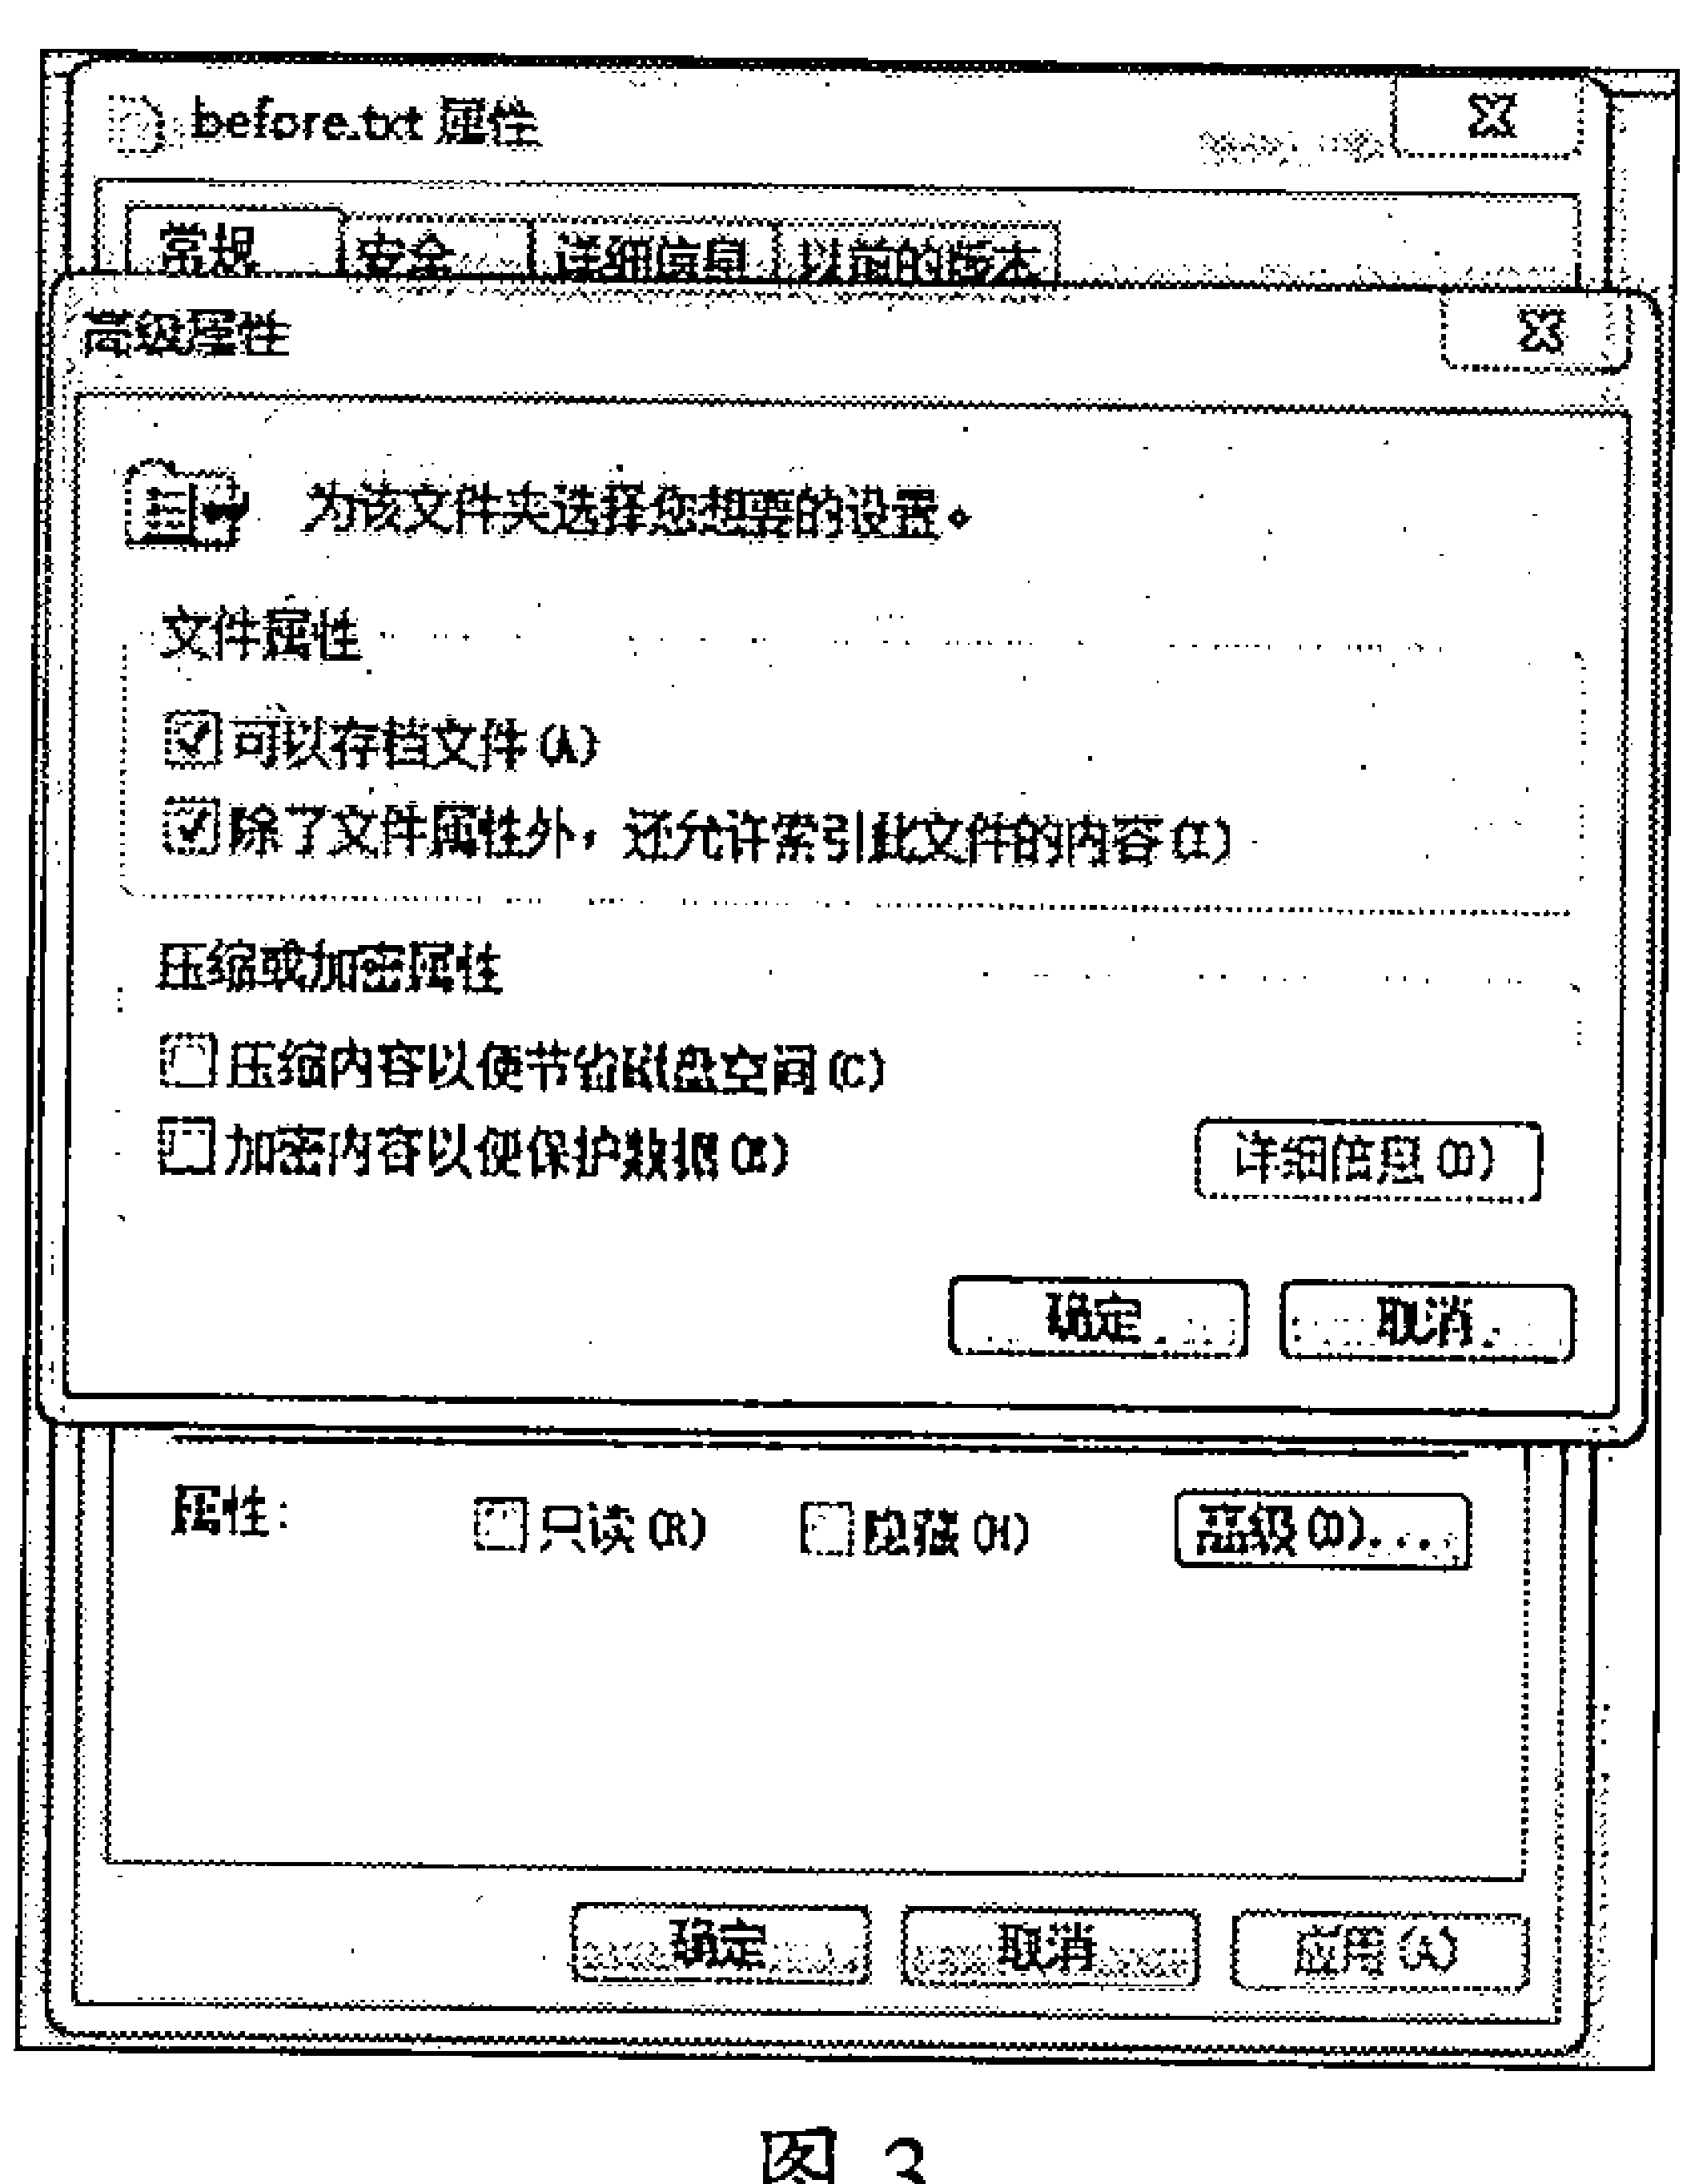 before.txt 属性
常规 安全 详细信息 以前的版本
高级属性
为该文件夹选择您想要的设置。
文件属性
可以存档文件(A)
除了文件属性外，还允许索引此文件的内容(I)
压缩或加密属性
压缩内容以便节省磁盘空间(C)
加密内容以便保护数据(E)
详细信息(D)
确定 取消
属性: 只读(R) 隐藏(H) 高级(D)...
确定 取消 应用(A)
图 3